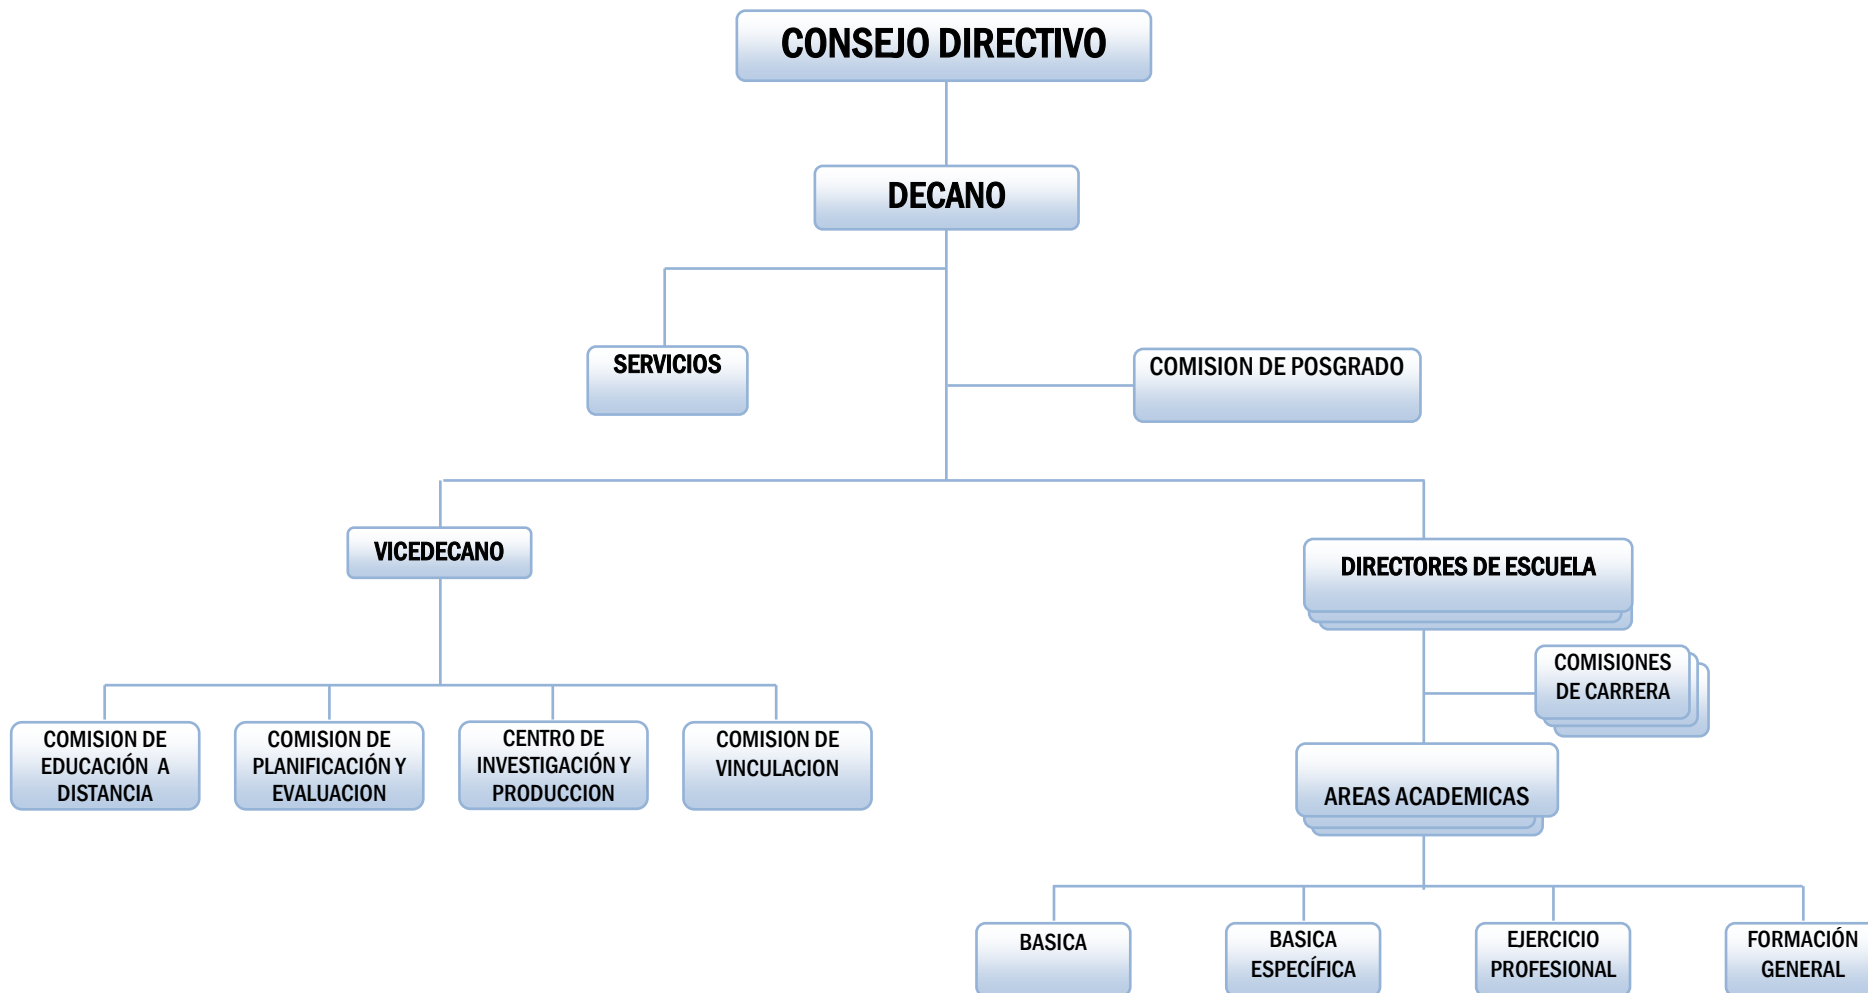 CONSEJO DIRECTIVO
DECANO
SERVICIOS
COMISION DE POSGRADO
VICEDECANO
DIRECTORES DE ESCUELA
COMISIONES
DE CARRERA
COMISION DE
EDUCACIÓN A
DISTANCIA
COMISION DE
PLANIFICACIÓN Y
EVALUACION
CENTRO DE
INVESTIGACIÓN Y
PRODUCCION
COMISION DE
VINCULACION
AREAS ACADEMICAS
BASICA
BASICA
ESPECÍFICA
EJERCICIO
PROFESIONAL
FORMACIÓN
GENERAL